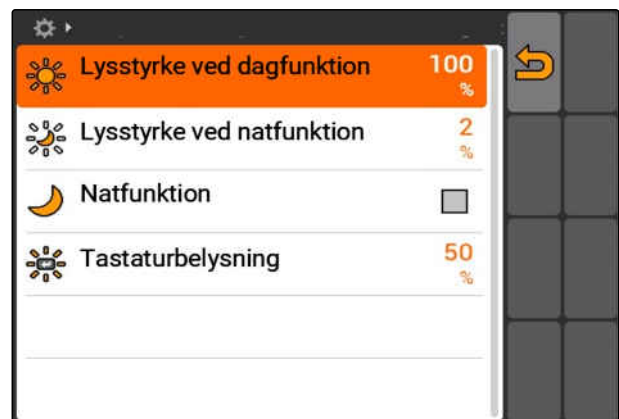 Lysstyrke ved dagfunktion 100 %
Lysstyrke ved natfunktion 2 %
Natfunktion
Tastaturbelysning 50 %